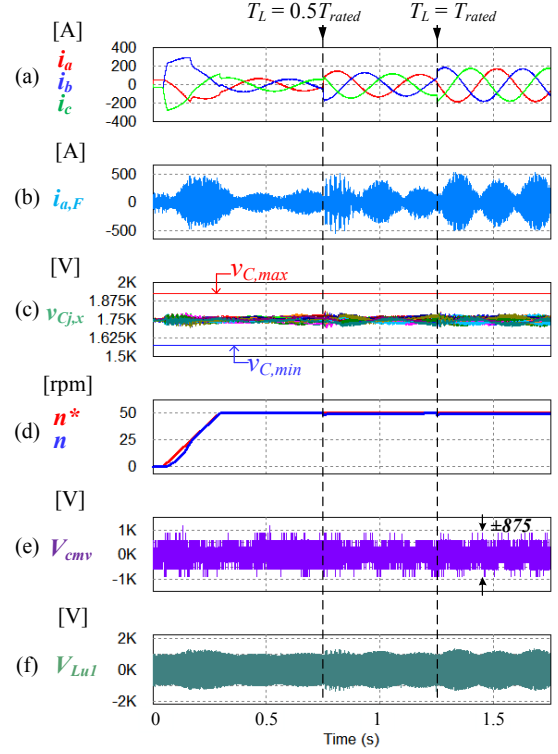 T_L = 0.5T_rated T_L = T_rated
[A]
400
200
(a) i_a
i_b 0
i_c -200
-400
[A]
500
(b) i_a,F 0
-500
[V]
2K
v_C,max
1.875K
(c) v_Cj,x 1.75K
1.625K
v_C,min
1.5K
[rpm]
50
n*
(d) 25
n
0
[V]
1K ±875
(e) V_cmv 0K
-1K
[V]
2K
(f) V_Lu1 0K
-2K
0 0.5 1 1.5
Time (s)